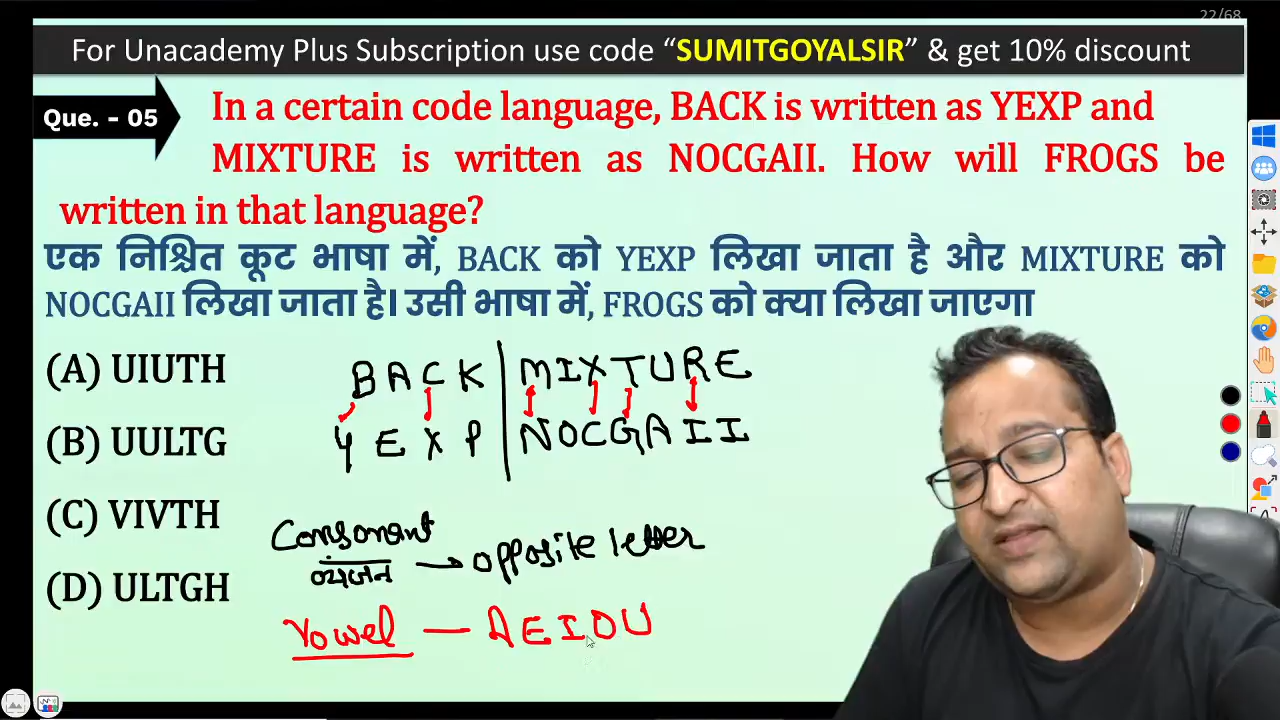 22/68
For Unacademy Plus Subscription use code “SUMITGOYALSIR” & get 10% discount
Que. - 05
In a certain code language, BACK is written as YEXP and
MIXTURE is written as NOCGAII. How will FROGS be
written in that language?
एक निश्चित कूट भाषा में, BACK को YEXP लिखा जाता है और MIXTURE को
NOCGAII लिखा जाता है। उसी भाषा में, FROGS को क्या लिखा जाएगा
(A) UIUTH
(B) UULTG
(C) VIVTH
(D) ULTGH
BACK | MIXTURE
YEXP | NOCGAII
Consonant
व्यंजन → opposite letter
Vowel — AEIOU